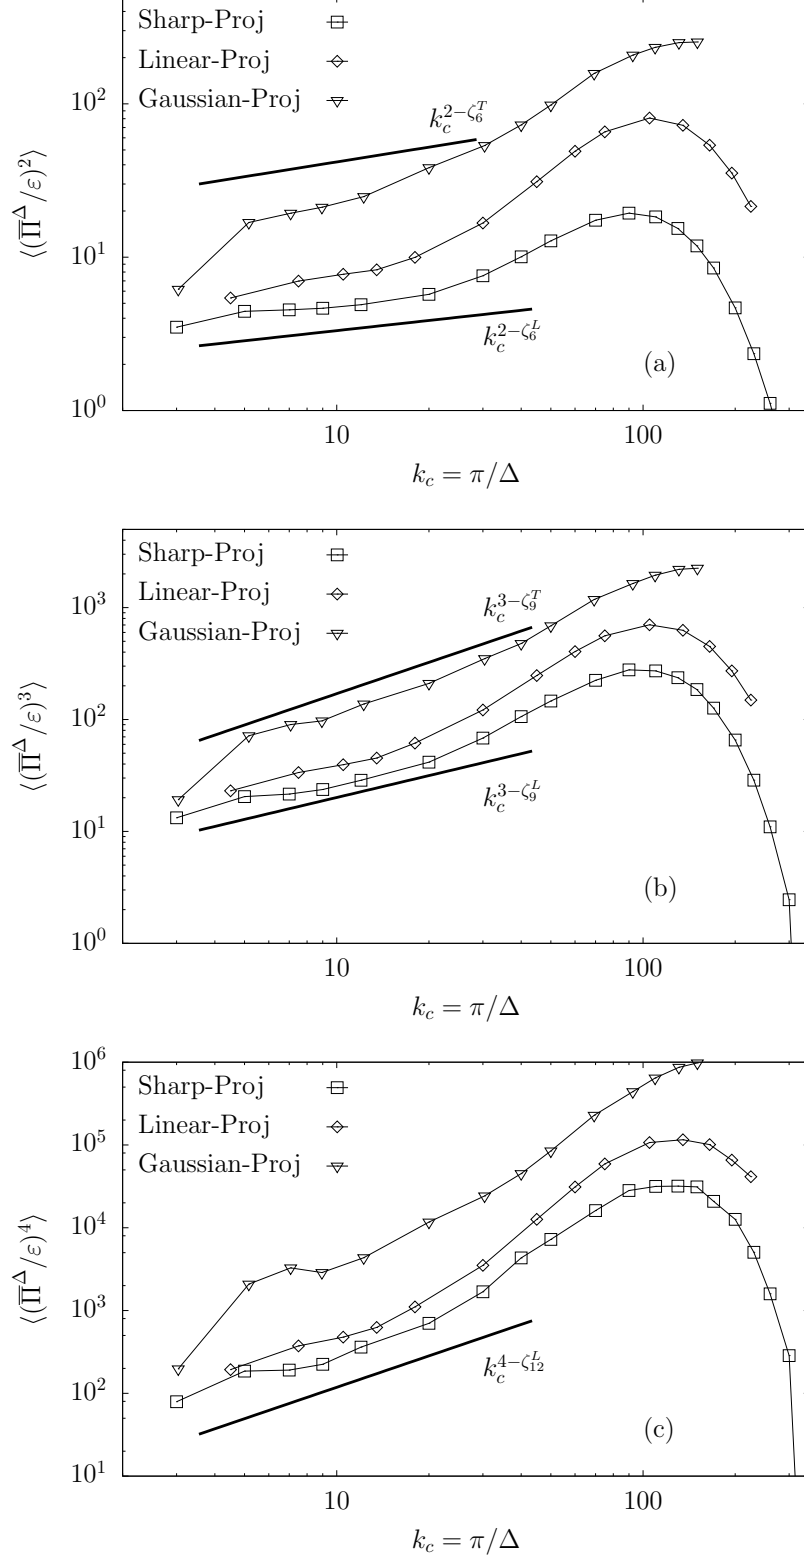 Sharp-Proj
Linear-Proj
Gaussian-Proj
10^2
10^1
10^0
⟨(Π̅^Δ/ε)^2⟩
k_c^{2−ζ_6^T}
k_c^{2−ζ_6^L}
(a)
10
100
k_c = π/Δ
Sharp-Proj
Linear-Proj
Gaussian-Proj
10^3
10^2
10^1
10^0
⟨(Π̅^Δ/ε)^3⟩
k_c^{3−ζ_9^T}
k_c^{3−ζ_9^L}
(b)
10
100
k_c = π/Δ
Sharp-Proj
Linear-Proj
Gaussian-Proj
10^6
10^5
10^4
10^3
10^2
10^1
⟨(Π̅^Δ/ε)^4⟩
k_c^{4−ζ_{12}^L}
(c)
10
100
k_c = π/Δ